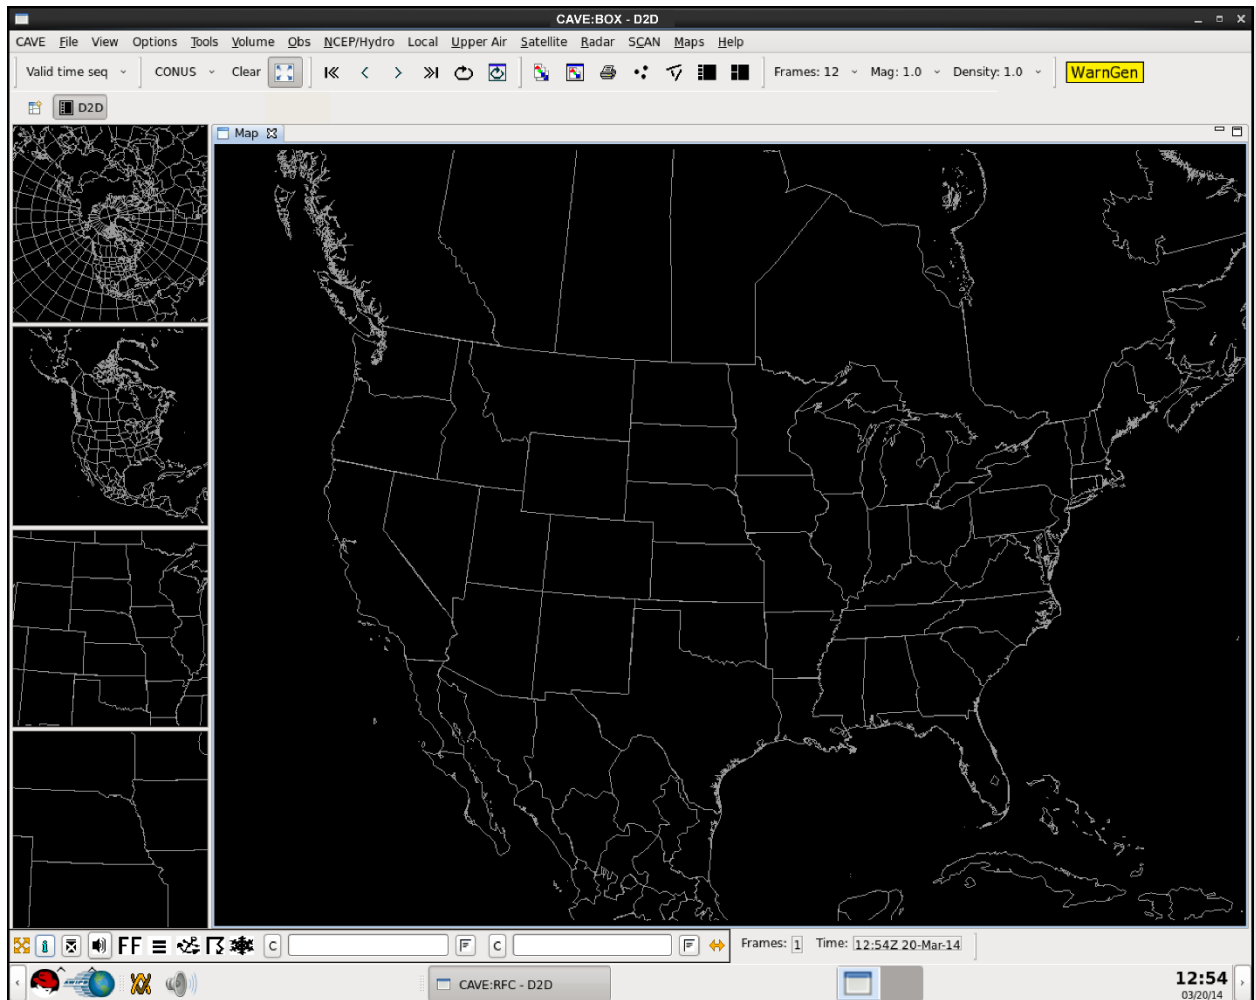 CAVE:BOX - D2D
CAVE File View Options Tools Volume Obs NCEP/Hydro Local Upper Air Satellite Radar SCAN Maps Help
Valid time seq CONUS Clear Frames: 12 Mag: 1.0 Density: 1.0 WarnGen
D2D
Map
FF C F C F Frames: 1 Time: 12:54Z 20-Mar-14
AWIPS
CAVE:RFC - D2D
12:54
03/20/14